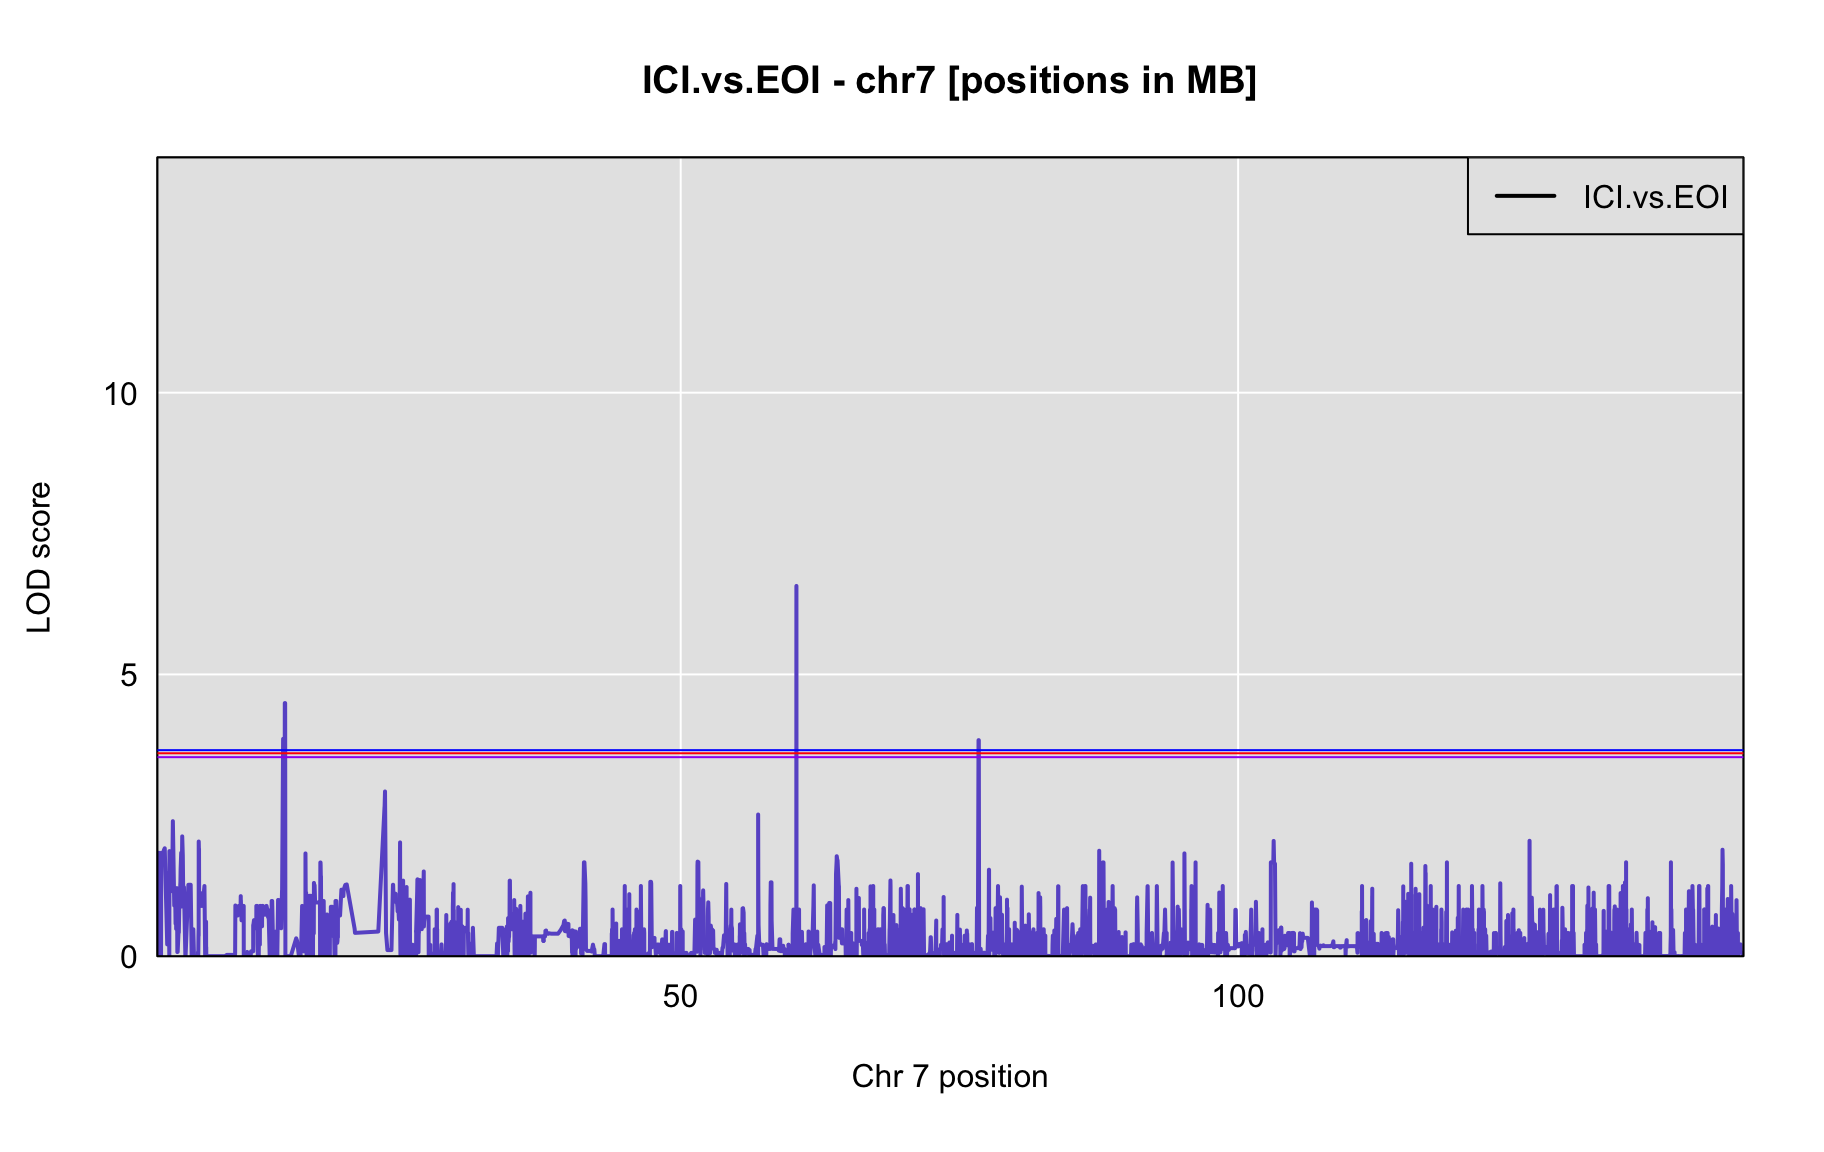 ICI.vs.EOI - chr7 [positions in MB]
ICI.vs.EOI
10
5
0
LOD score
50
100
Chr 7 position